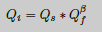 Q_t = Q_s * Q_f^β